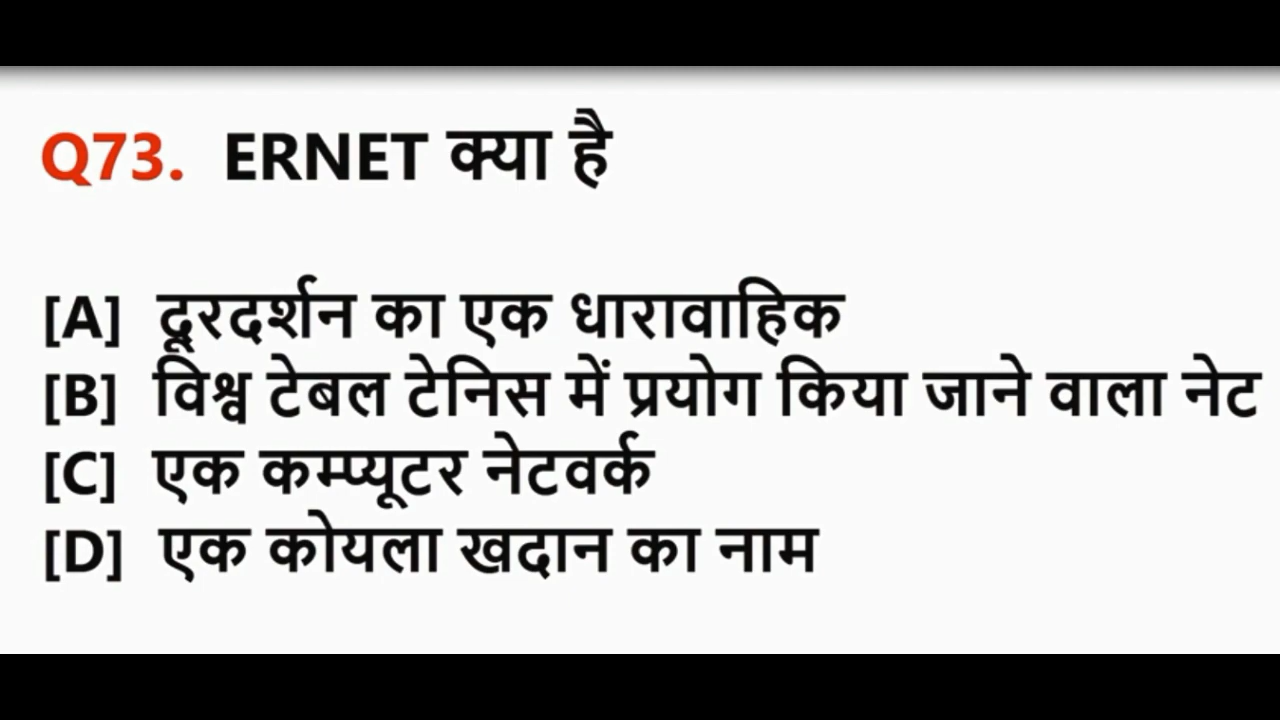 Q73. ERNET क्या है
[A] दूरदर्शन का एक धारावाहिक
[B] विश्व टेबल टेनिस में प्रयोग किया जाने वाला नेट
[C] एक कम्प्यूटर नेटवर्क
[D] एक कोयला खदान का नाम